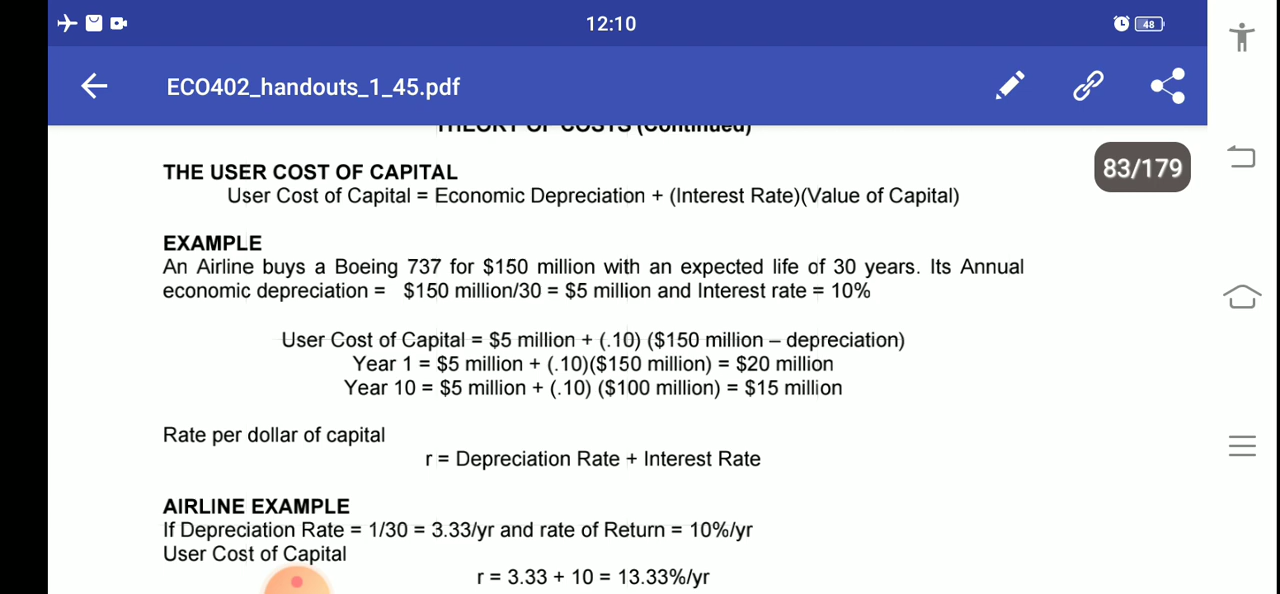 12:10
48
ECO402_handouts_1_45.pdf
THEORY OF COSTS (Continued)
83/179
THE USER COST OF CAPITAL
User Cost of Capital = Economic Depreciation + (Interest Rate)(Value of Capital)
EXAMPLE
An Airline buys a Boeing 737 for $150 million with an expected life of 30 years. Its Annual
economic depreciation = $150 million/30 = $5 million and Interest rate = 10%
User Cost of Capital = $5 million + (.10) ($150 million – depreciation)
Year 1 = $5 million + (.10)($150 million) = $20 million
Year 10 = $5 million + (.10) ($100 million) = $15 million
Rate per dollar of capital
r = Depreciation Rate + Interest Rate
AIRLINE EXAMPLE
If Depreciation Rate = 1/30 = 3.33/yr and rate of Return = 10%/yr
User Cost of Capital
r = 3.33 + 10 = 13.33%/yr